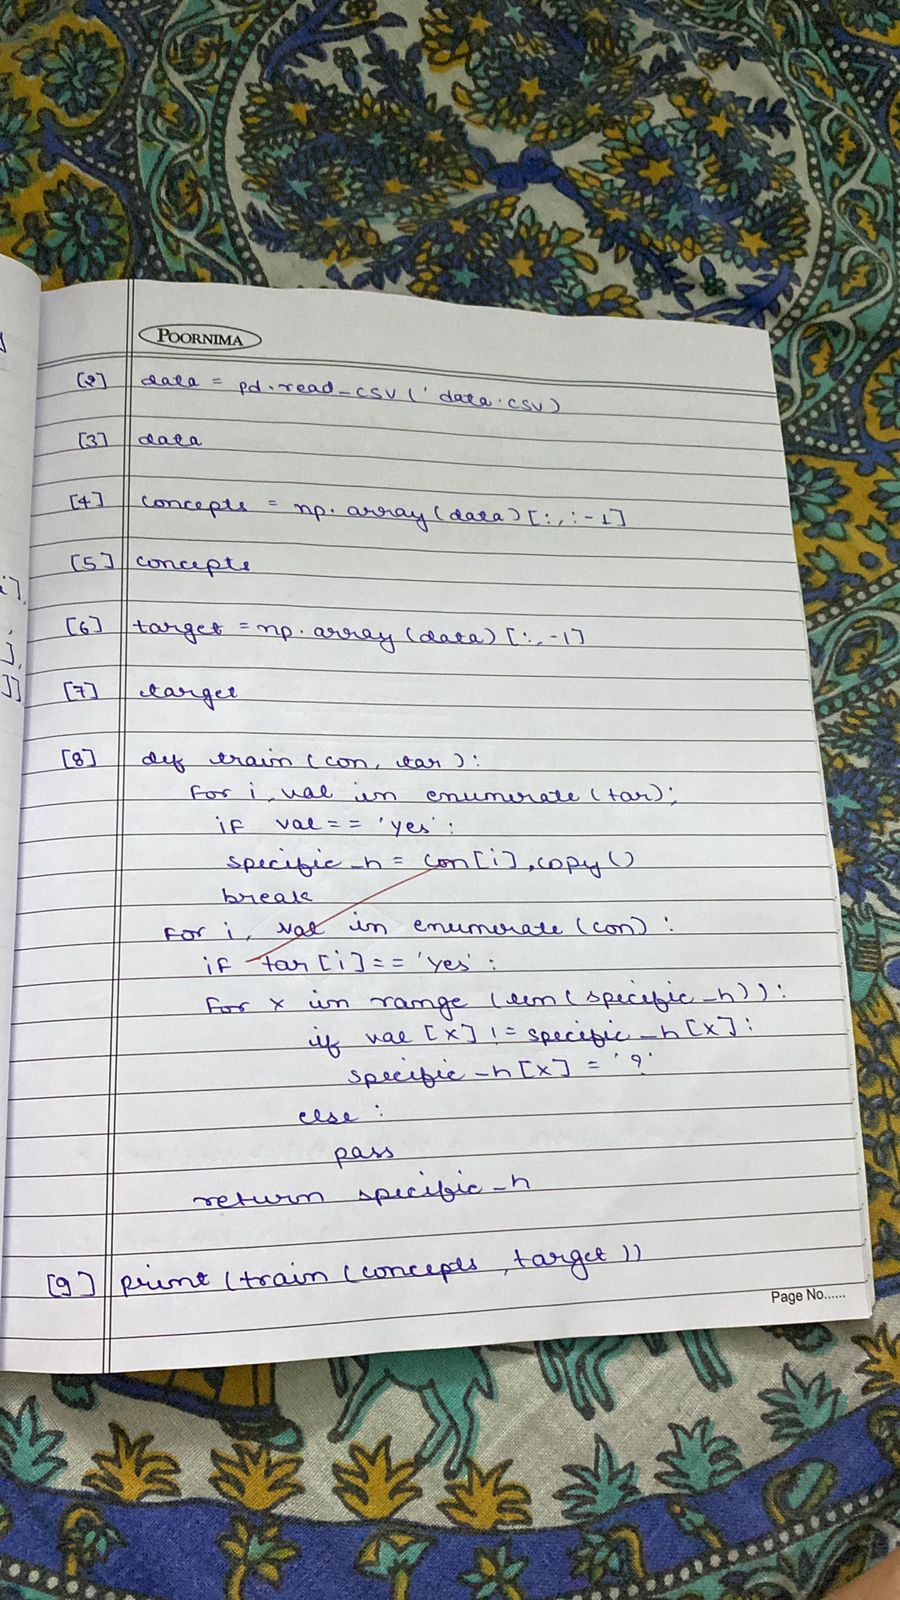 POORNIMA
[2] data = pd.read_csv ('data.csv)
[3] data
[4] concepts = np.array(data)[:,:-1]
[5] concepts
[6] target = np.array(data)[:,-1]
[7] target
[8] def train (con, tar):
for i, val in enumerate (tar);
if val == 'yes':
specific_h = con[i].copy()
break
for i, val in enumerate (con):
if tar[i] == 'yes':
for x in range (len(specific_h)):
if val [x] != specific_h[x]:
specific_h[x] = '?'
else:
pass
return specific_h
[9] print (train (concepts, target))
Page No......